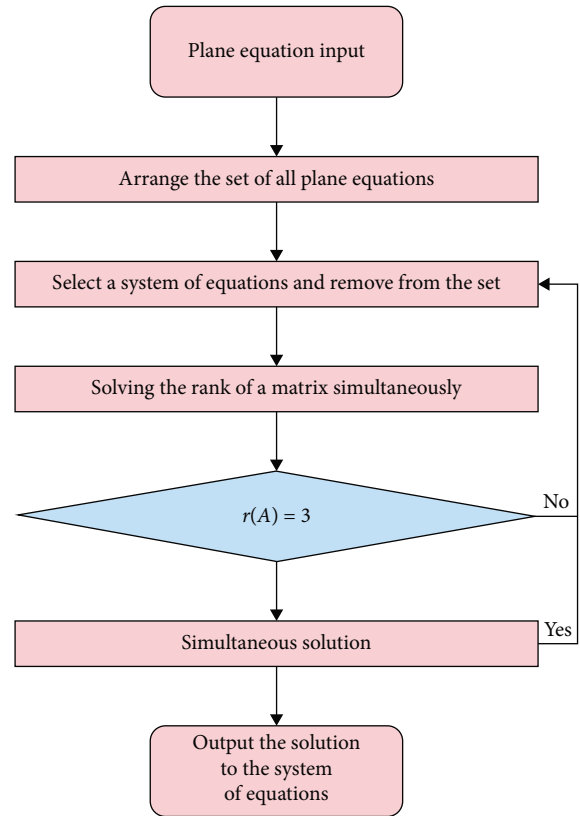 Plane equation input
Arrange the set of all plane equations
Select a system of equations and remove from the set
Solving the rank of a matrix simultaneously
r(A) = 3
No
Yes
Simultaneous solution
Output the solution
to the system
of equations